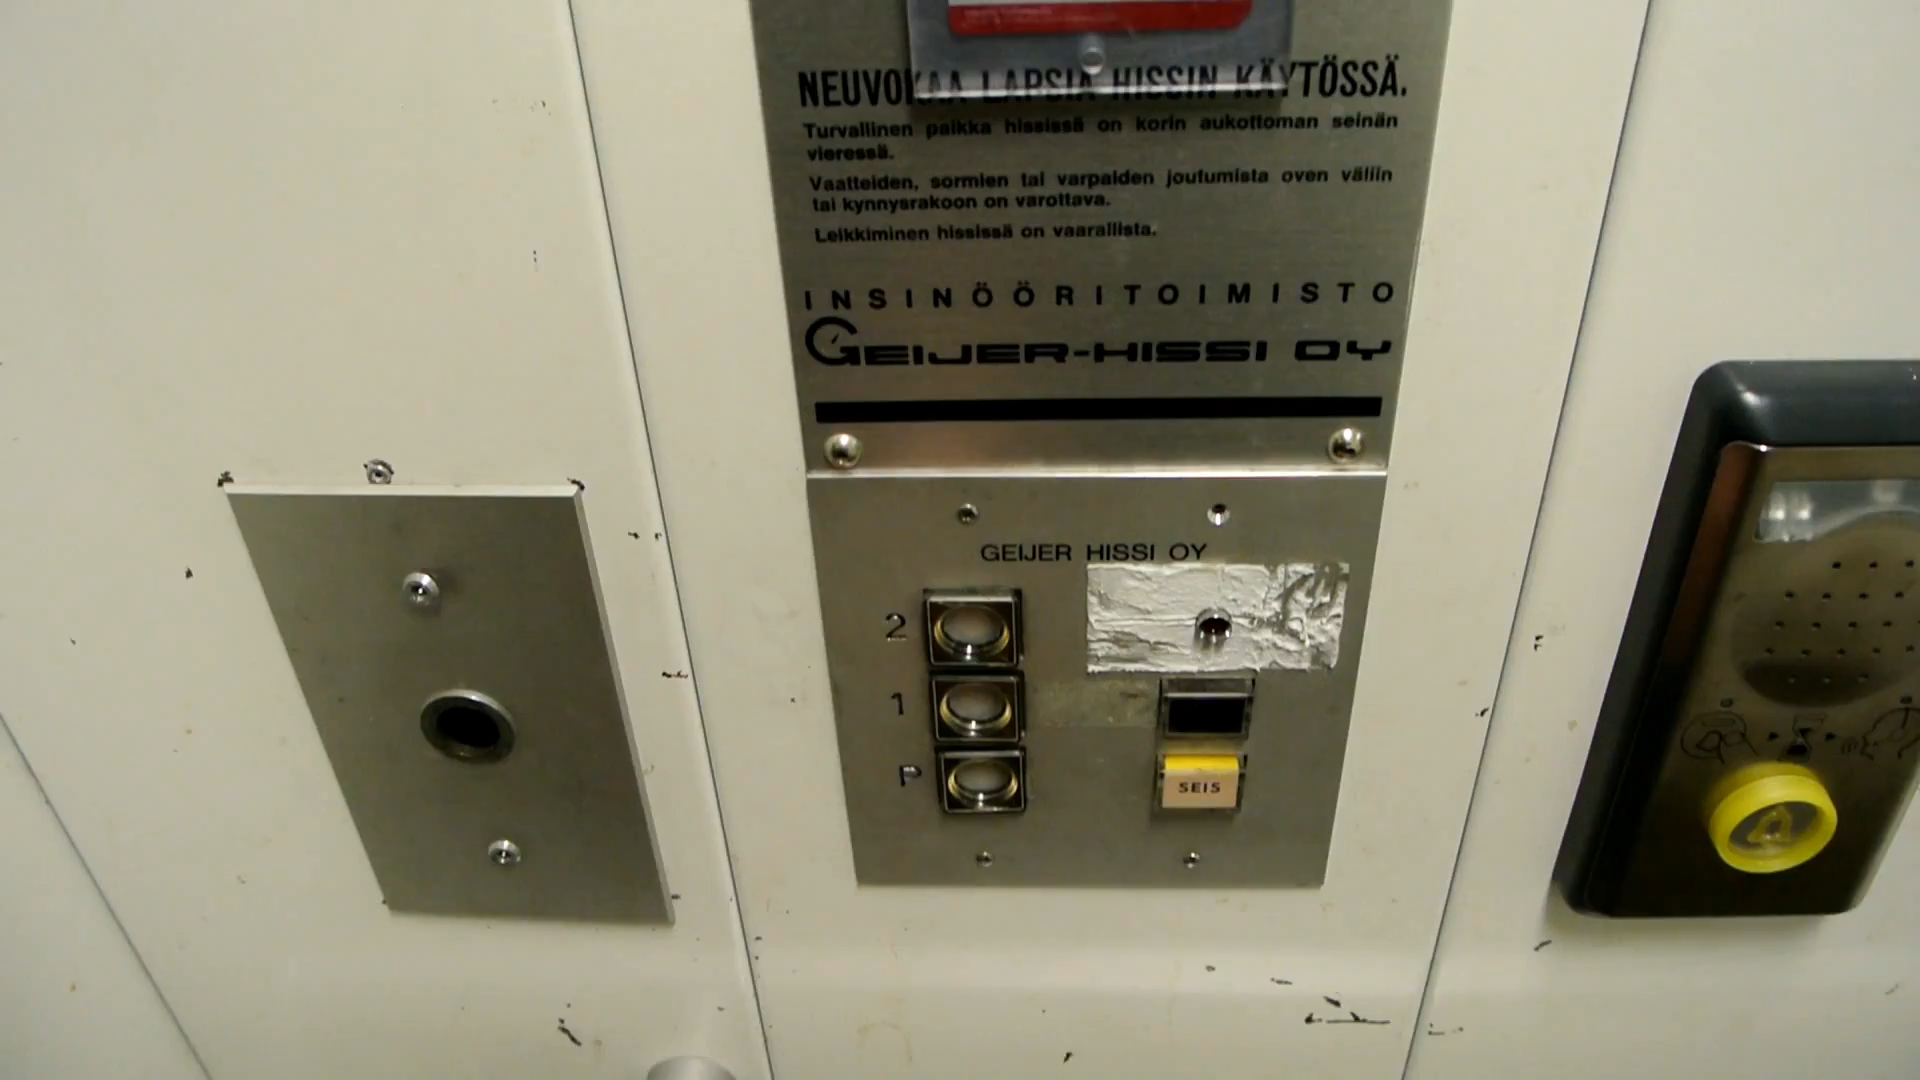 NEUVOKAA LAPSIA HISSIN KÄYTÖSSÄ.
Turvallinen paikka hississä on korin aukottoman seinän
vieressä.
Vaatteiden, sormien tai varpaiden joutumista oven väliin
tai kynnysrakoon on varottava.
Leikkiminen hississä on vaarallista.
INSINÖÖRITOIMISTO
GEIJER-HISSI OY
GEIJER HISSI OY
2
1
P
SEIS